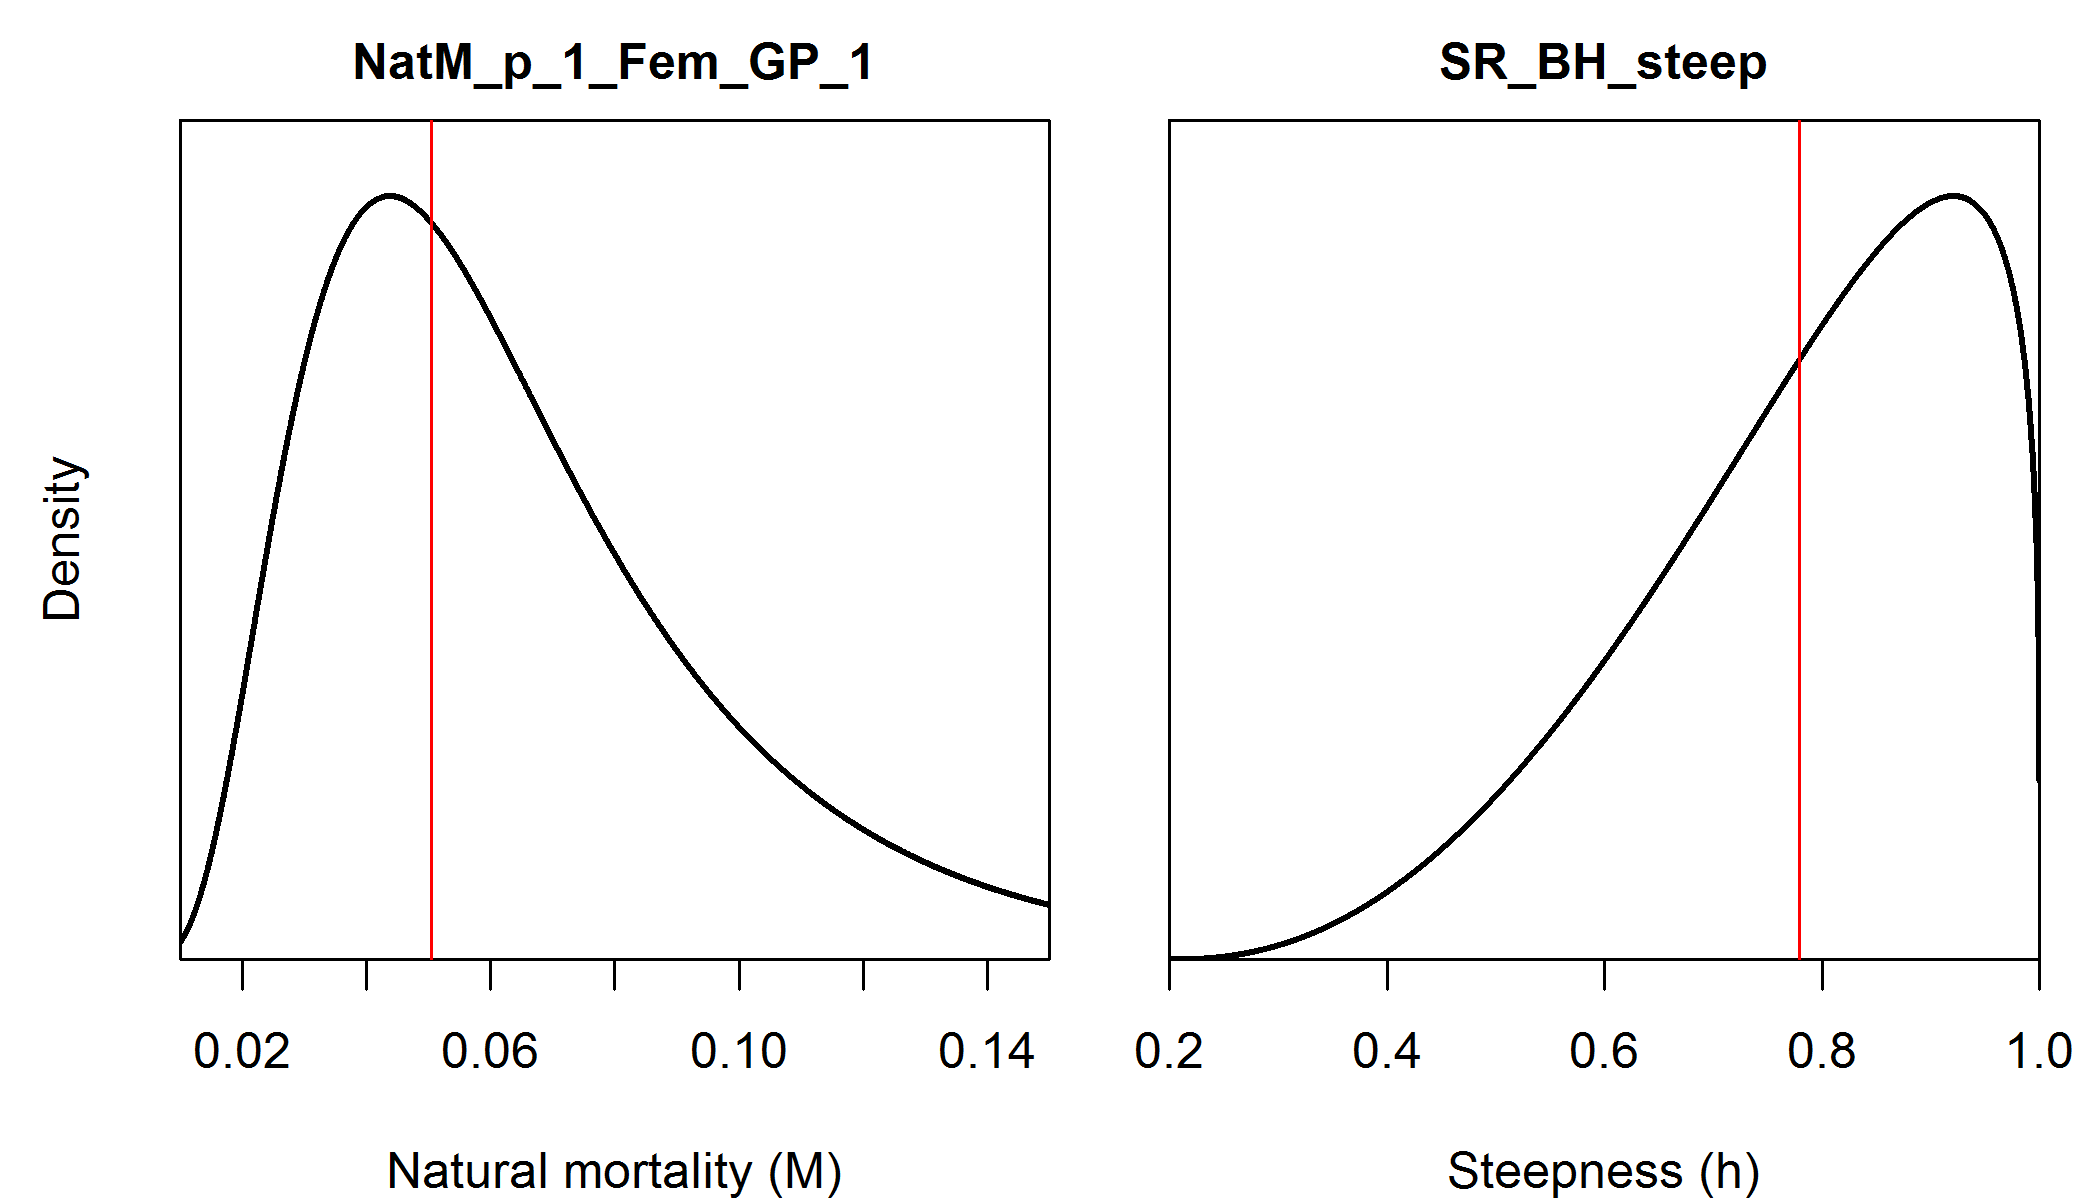 NatM_p_1_Fem_GP_1
SR_BH_steep
Density
0.02 0.06 0.10 0.14
0.2 0.4 0.6 0.8 1.0
Natural mortality (M)
Steepness (h)